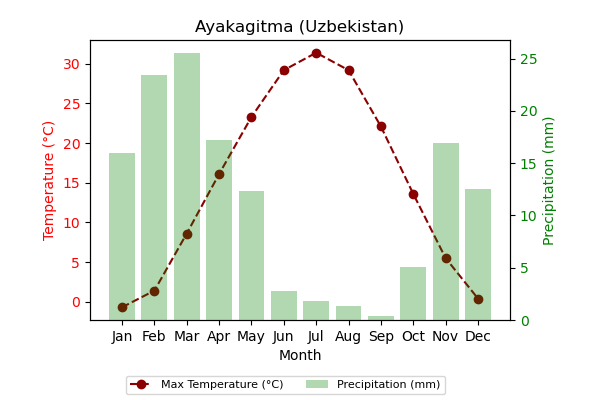 Ayakagitma (Uzbekistan)
30
25
20
15
10
5
0
Temperature (°C)
25
20
15
10
5
0
Precipitation (mm)
Jan Feb Mar Apr May Jun Jul Aug Sep Oct Nov Dec
Month
Max Temperature (°C) Precipitation (mm)